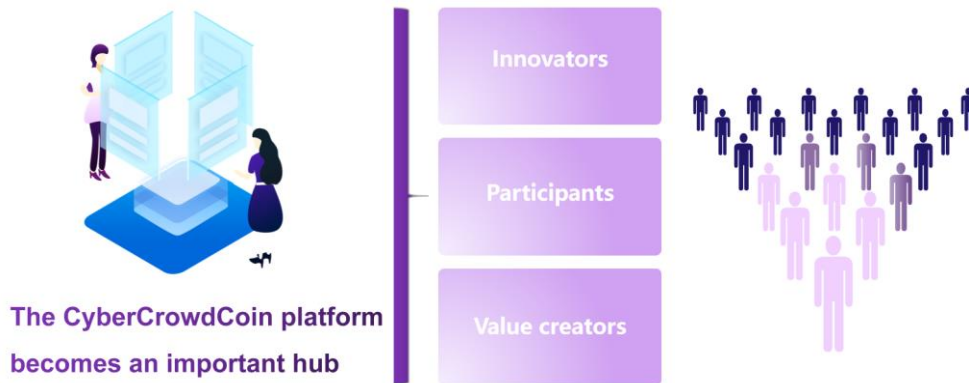 Innovators
Participants
Value creators
The CyberCrowdCoin platform
becomes an important hub